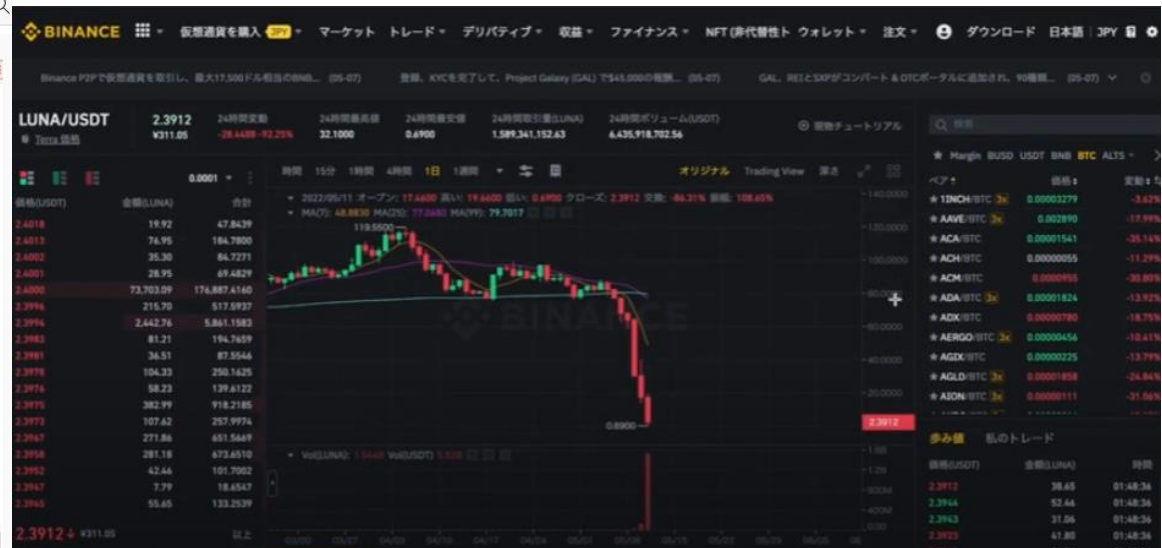 BINANCE 仮想通貨を購入 JPY マーケット トレード デリバティブ 収益 ファイナンス NFT (非代替性ト ウォレット 注文 ダウンロード 日本語 JPY
Binance P2Pで仮想通貨を取引し、最大17,500ドル相当のBNB... (05-07) 登録、KYCを完了して、Project Galaxy (GAL) で$45,000の報酬... (05-07) GAL、REIとSXPがコンバート & OTCポータルに追加され、90種類... (05-07)
LUNA/USDT 2.3912 24時間変動 24時間最高値 24時間最安値 24時間取引量(LUNA) 24時間ボリューム(USDT)
Terra 価格 ¥311.05 -28.4488 -92.25% 32.1000 0.6900 1,589,341,152.63 6,435,918,702.56
現物チュートリアル
検索
Margin BUSD USDT BNB BTC ALTS
0.0001
時間 15分 1時間 4時間 1日 1週間 オリジナル Trading View 深さ
価格(USDT) 金額(LUNA) 合計
2022/05/11 オープン: 17.6600 高い: 19.6600 低い: 0.6900 クローズ: 2.3912 変換: -86.31% 振幅: 108.60%
MA(7): 48.8830 MA(25): 77.0680 MA(99): 79.7017
119.5500
140.0000
120.0000
100.0000
80.0000
60.0000
40.0000
20.0000
2.3912
0.6900
BINANCE
2.4018 19.92 47.8439
2.4013 76.95 184.7800
2.4002 35.30 84.7271
2.4001 28.95 69.4829
2.4000 73,703.09 176,887.4160
2.3996 215.70 517.5937
2.3994 2,442.76 5,861.1583
2.3983 81.21 194.7659
2.3981 36.51 87.5546
2.3978 104.33 250.1625
2.3976 58.23 139.6122
2.3975 382.99 918.2185
2.3973 107.62 257.9974
2.3967 271.86 651.5669
2.3958 281.18 673.6510
2.3952 42.46 101.7002
2.3947 7.79 18.6547
2.3945 55.65 133.2539
2.3912 ¥311.05 以上
Vol(LUNA): Vol(USDT)
800M
400M
0.00
04/03 04/10 04/17 05/08 05/15
ペア 価格 変動
1INCH/BTC 3x 0.00003279 -3.62%
AAVE/BTC 3x 0.002890 -17.99%
ACA/BTC 0.00001541 -35.14%
ACH/BTC 0.00000055 -11.29%
ACM/BTC 0.0000955 -30.80%
ADA/BTC 3x 0.00001824 -13.92%
ADX/BTC 0.00000780 -18.75%
AERGO/BTC 3x 0.00000456 -10.41%
AGIX/BTC 0.00000225 -13.79%
AGLD/BTC 3x 0.00001858 -24.84%
AION/BTC 3x 0.00000111 -31.06%
歩み値 私のトレード
価格(USDT) 金額(LUNA) 時間
2.3912 38.65 01:48:36
2.3944 52.46 01:48:36
2.3943 31.06 01:48:36
2.3923 41.80 01:48:36